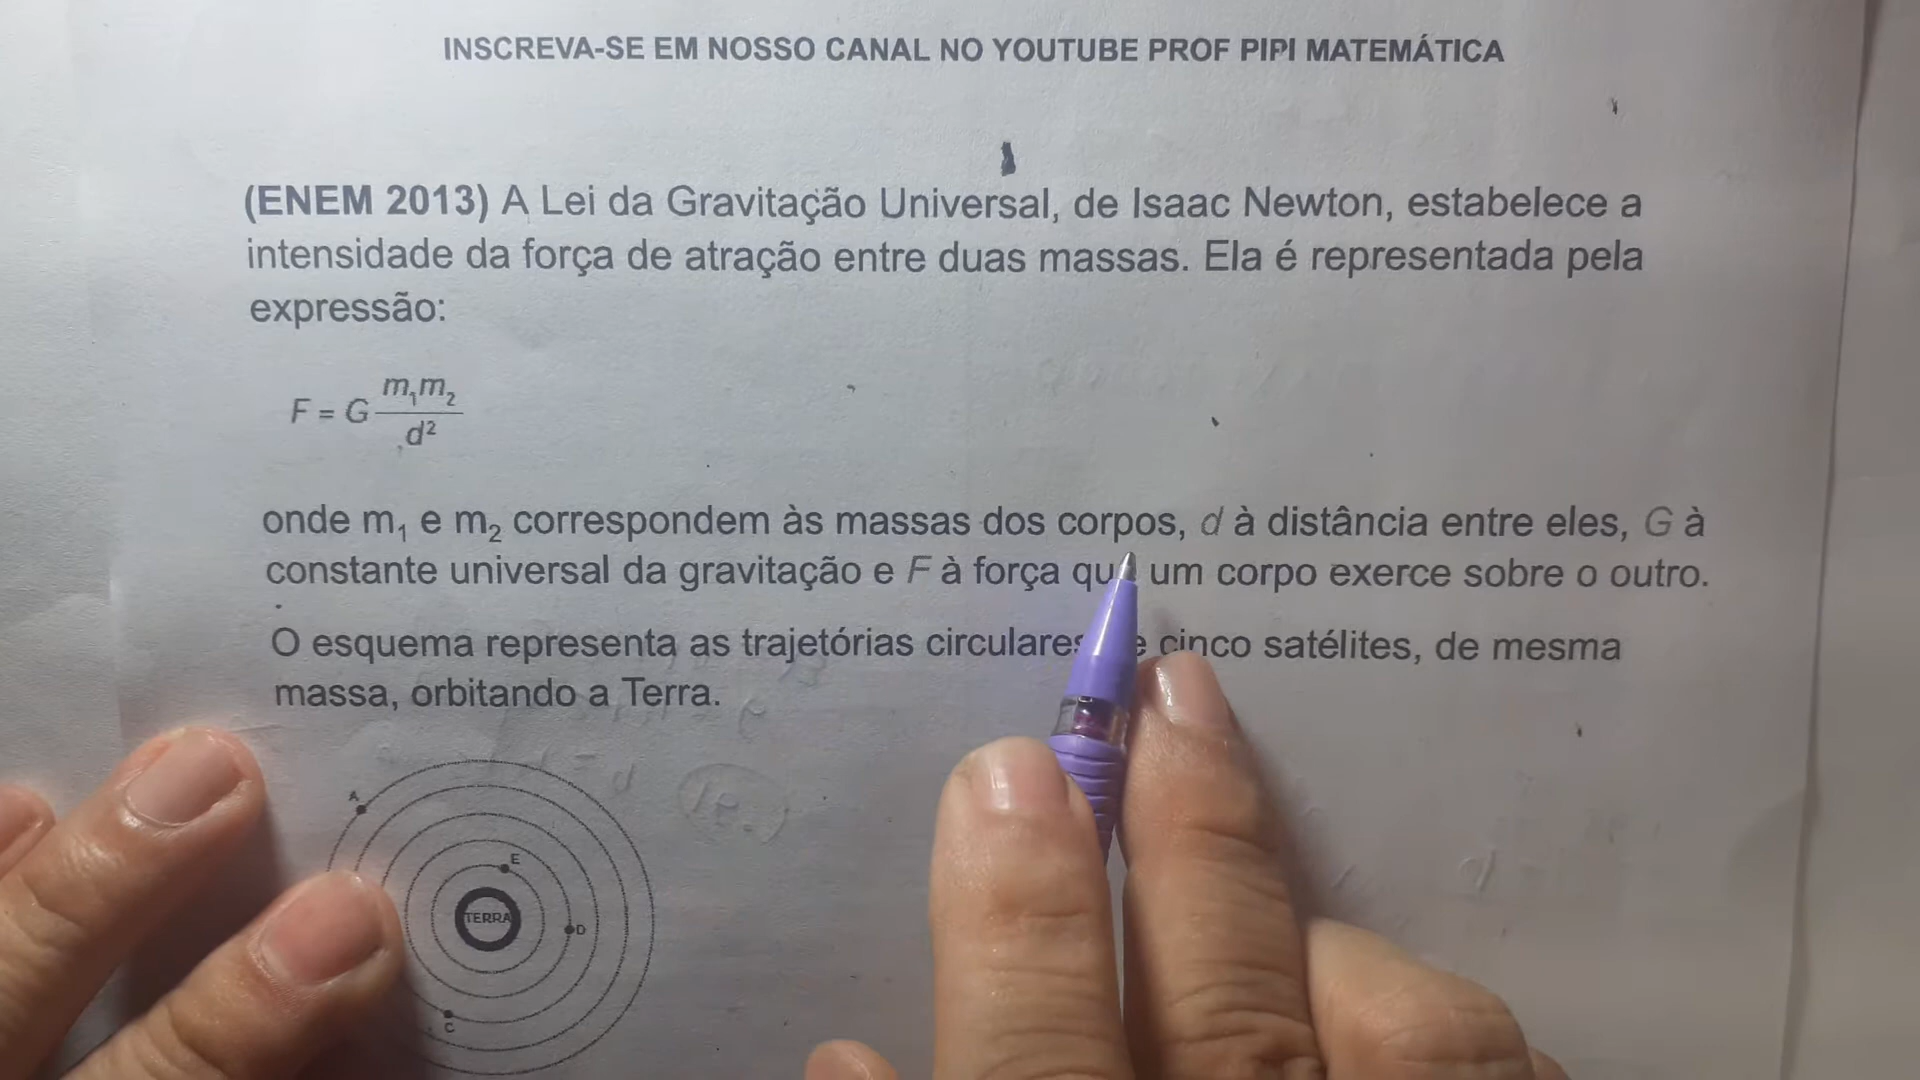 INSCREVA-SE EM NOSSO CANAL NO YOUTUBE PROF PIPI MATEMÁTICA
(ENEM 2013) A Lei da Gravitação Universal, de Isaac Newton, estabelece a
intensidade da força de atração entre duas massas. Ela é representada pela
expressão:
F = G m₁m₂ / d²
onde m₁ e m₂ correspondem às massas dos corpos, d à distância entre eles, G à
constante universal da gravitação e F à força um corpo exerce sobre o outro.
O esquema representa as trajetórias circulares cinco satélites, de mesma
massa, orbitando a Terra.
A
E
TERRA
D
C